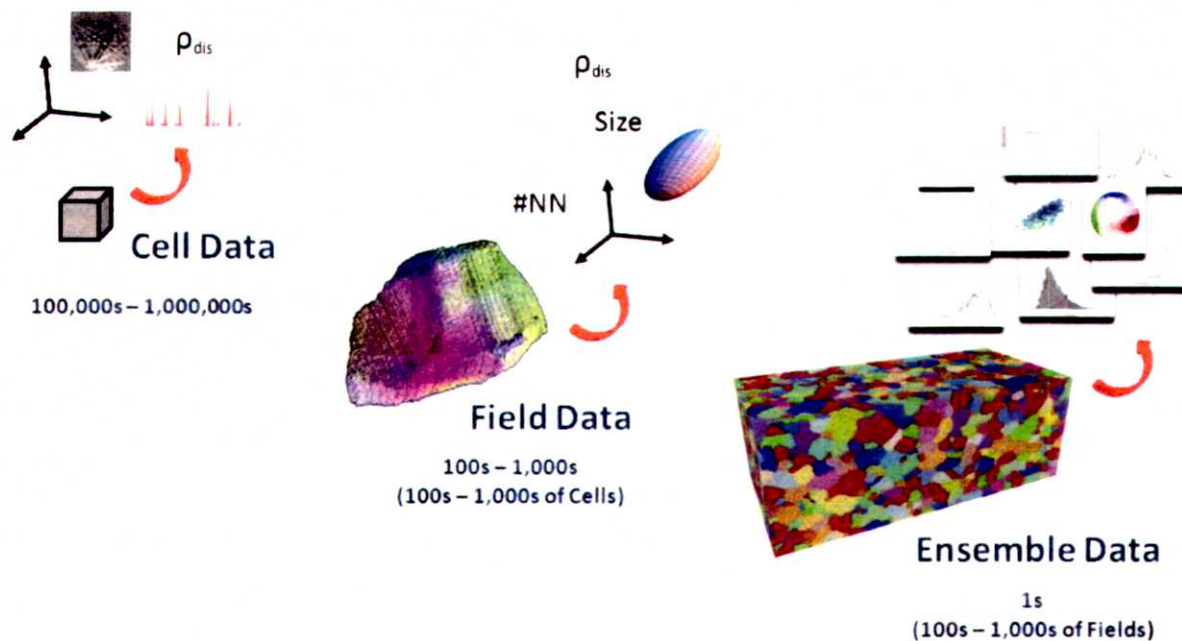 ρdis
Cell Data
100,000s – 1,000,000s
ρdis
Size
#NN
Field Data
100s – 1,000s
(100s – 1,000s of Cells)
Ensemble Data
1s
(100s – 1,000s of Fields)